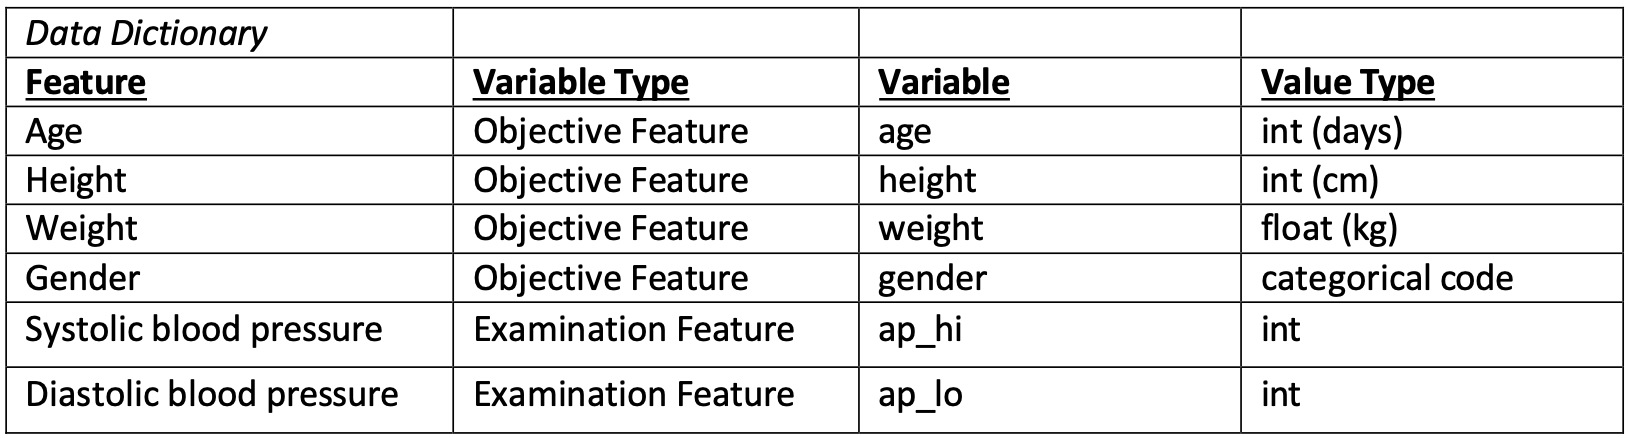 Data Dictionary
Feature Variable Type Variable Value Type
Age Objective Feature age int (days)
Height Objective Feature height int (cm)
Weight Objective Feature weight float (kg)
Gender Objective Feature gender categorical code
Systolic blood pressure Examination Feature ap_hi int
Diastolic blood pressure Examination Feature ap_lo int